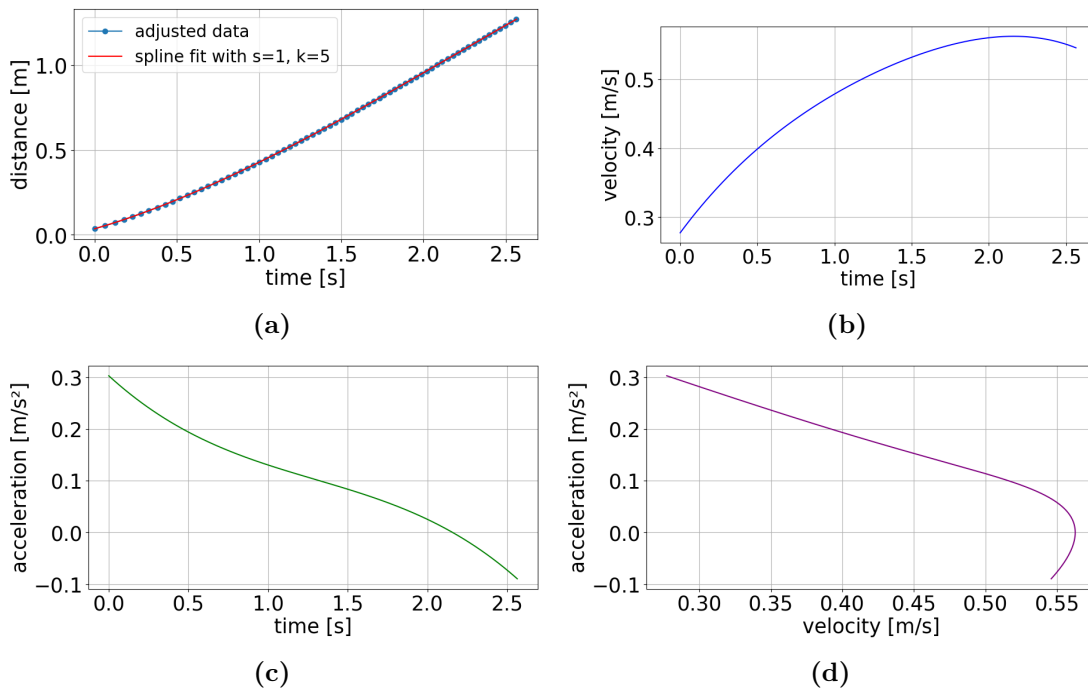 adjusted data
spline fit with s=1, k=5
distance [m]
1.0
0.5
0.0
0.0 0.5 1.0 1.5 2.0 2.5
time [s]
(a)
velocity [m/s]
0.5
0.4
0.3
0.0 0.5 1.0 1.5 2.0 2.5
time [s]
(b)
acceleration [m/s²]
0.3
0.2
0.1
0.0
−0.1
0.0 0.5 1.0 1.5 2.0 2.5
time [s]
(c)
acceleration [m/s²]
0.3
0.2
0.1
0.0
−0.1
0.30 0.35 0.40 0.45 0.50 0.55
velocity [m/s]
(d)